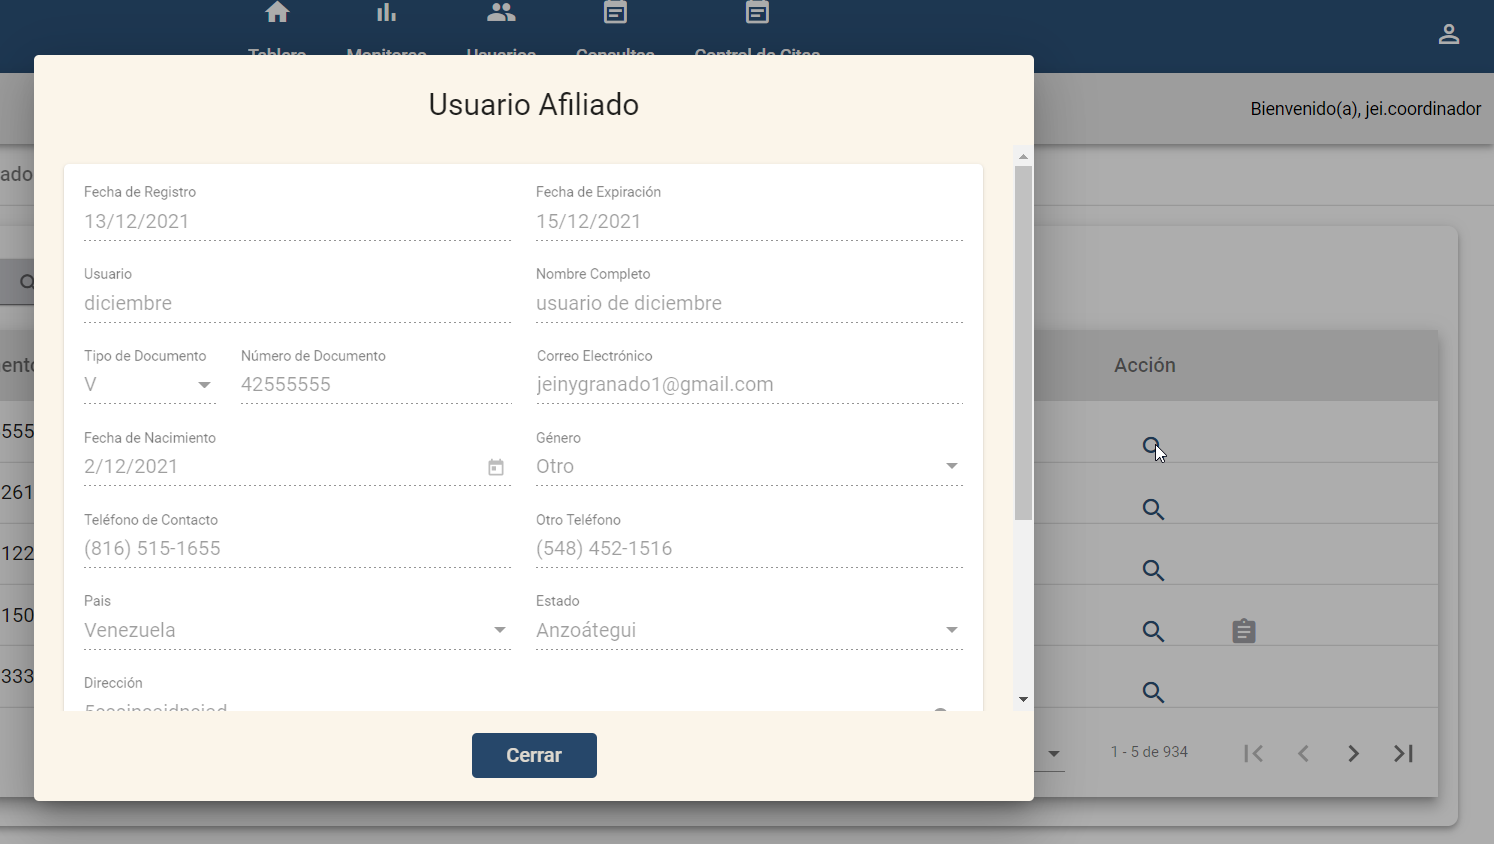 Tablero Monitoreo Usuarios Consultas Control de Citas
Bienvenido(a), jei.coordinador
Usuario Afiliado
ado
Fecha de Registro Fecha de Expiración
13/12/2021 15/12/2021
Usuario Nombre Completo
diciembre usuario de diciembre
Tipo de Documento Número de Documento Correo Electrónico
V 42555555 jeinygranado1@gmail.com
ento Acción
Fecha de Nacimiento Género
555
2/12/2021 Otro
261
Teléfono de Contacto Otro Teléfono
(816) 515-1655 (548) 452-1516
122
Pais Estado
150
Venezuela Anzoátegui
333
Dirección
1 - 5 de 934
Cerrar